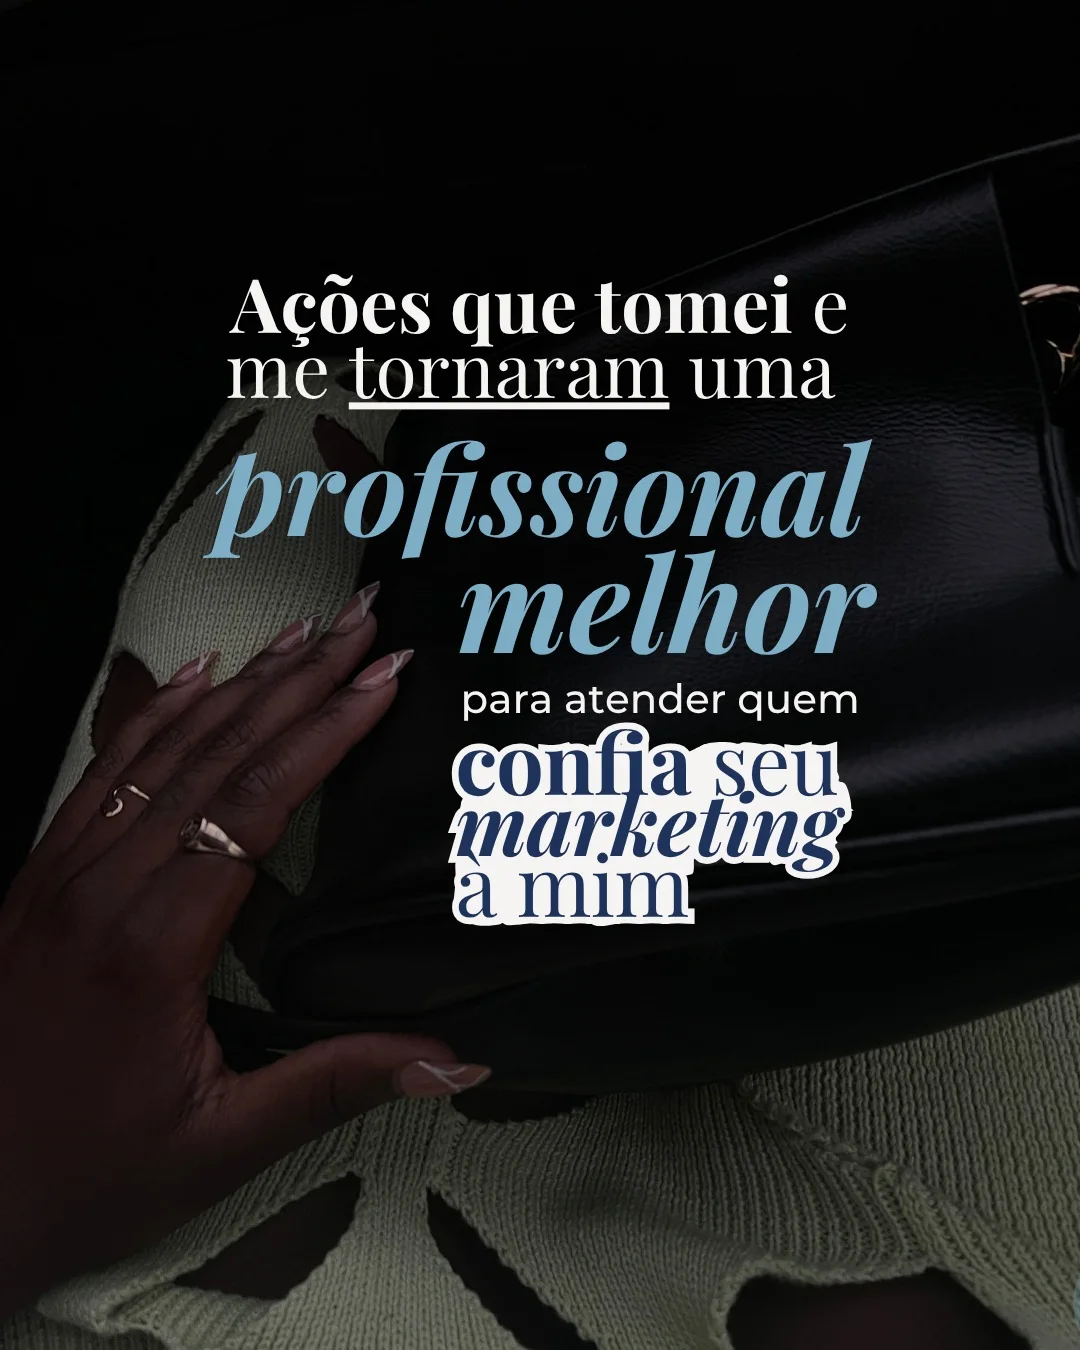 Ações que tomei e
me tornaram uma
profissional
melhor
para atender quem
confia seu
marketing
à mim